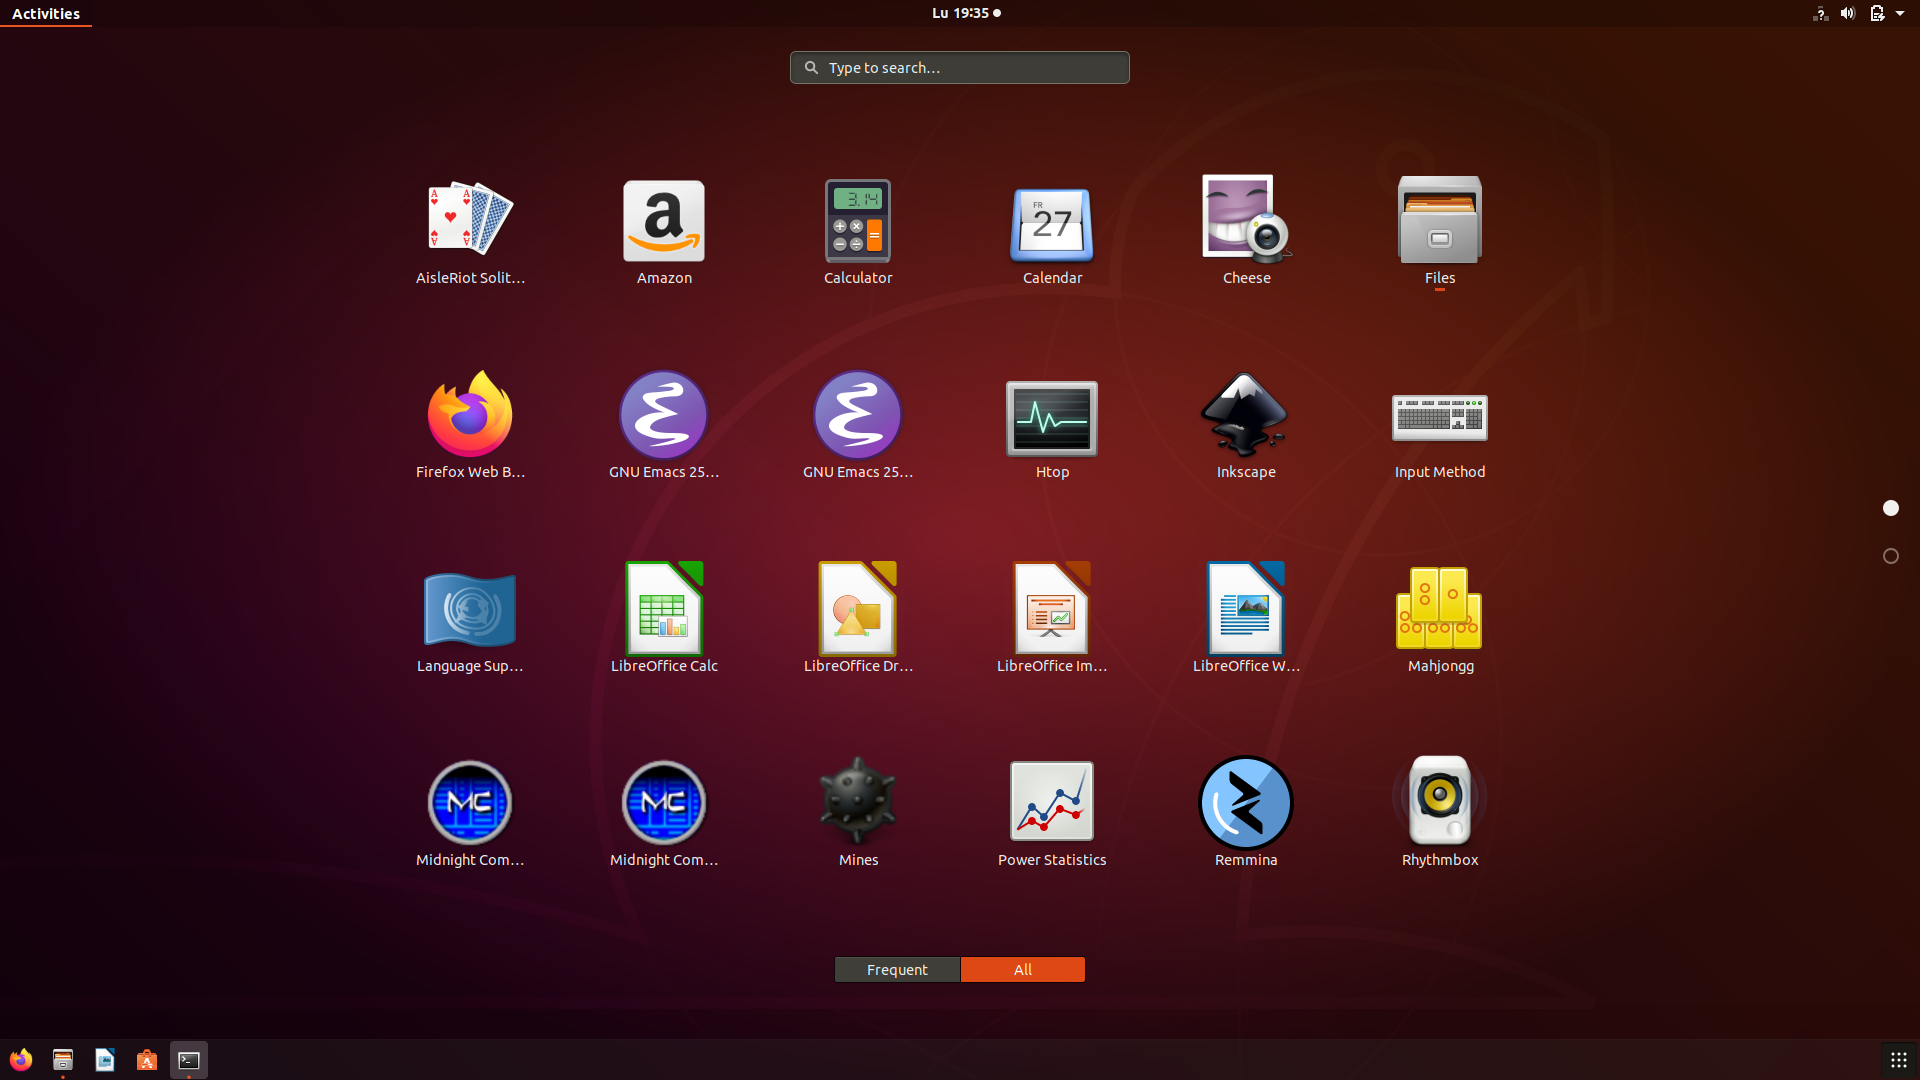 Activities
Lu 19:35
Type to search...
AisleRiot Solit...
Amazon
Calculator
Calendar
Cheese
Files
Firefox Web B...
GNU Emacs 25...
GNU Emacs 25...
Htop
Inkscape
Input Method
Language Sup...
LibreOffice Calc
LibreOffice Dr...
LibreOffice Im...
LibreOffice W...
Mahjongg
Midnight Com...
Midnight Com...
Mines
Power Statistics
Remmina
Rhythmbox
Frequent
All
A
A
A
A
a
3.14
FR
27
MC
MC